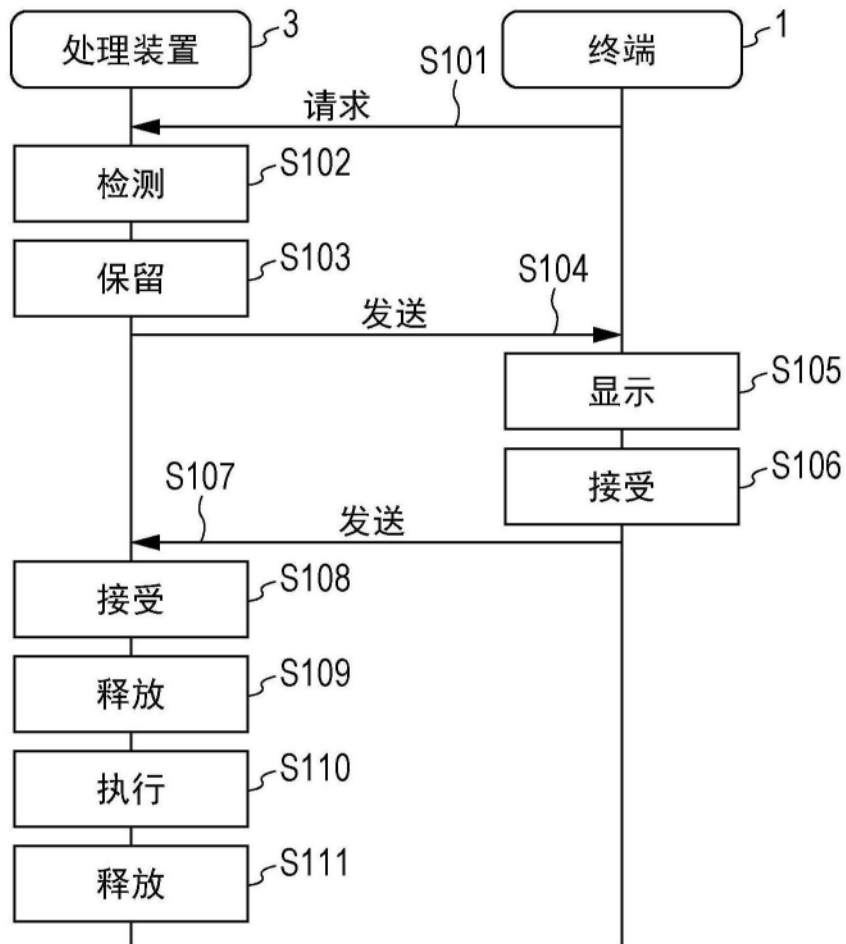 处理装置 3
终端 1
S101
请求
检测 S102
保留 S103
S104
发送
显示 S105
接受 S106
S107
发送
接受 S108
释放 S109
执行 S110
释放 S111